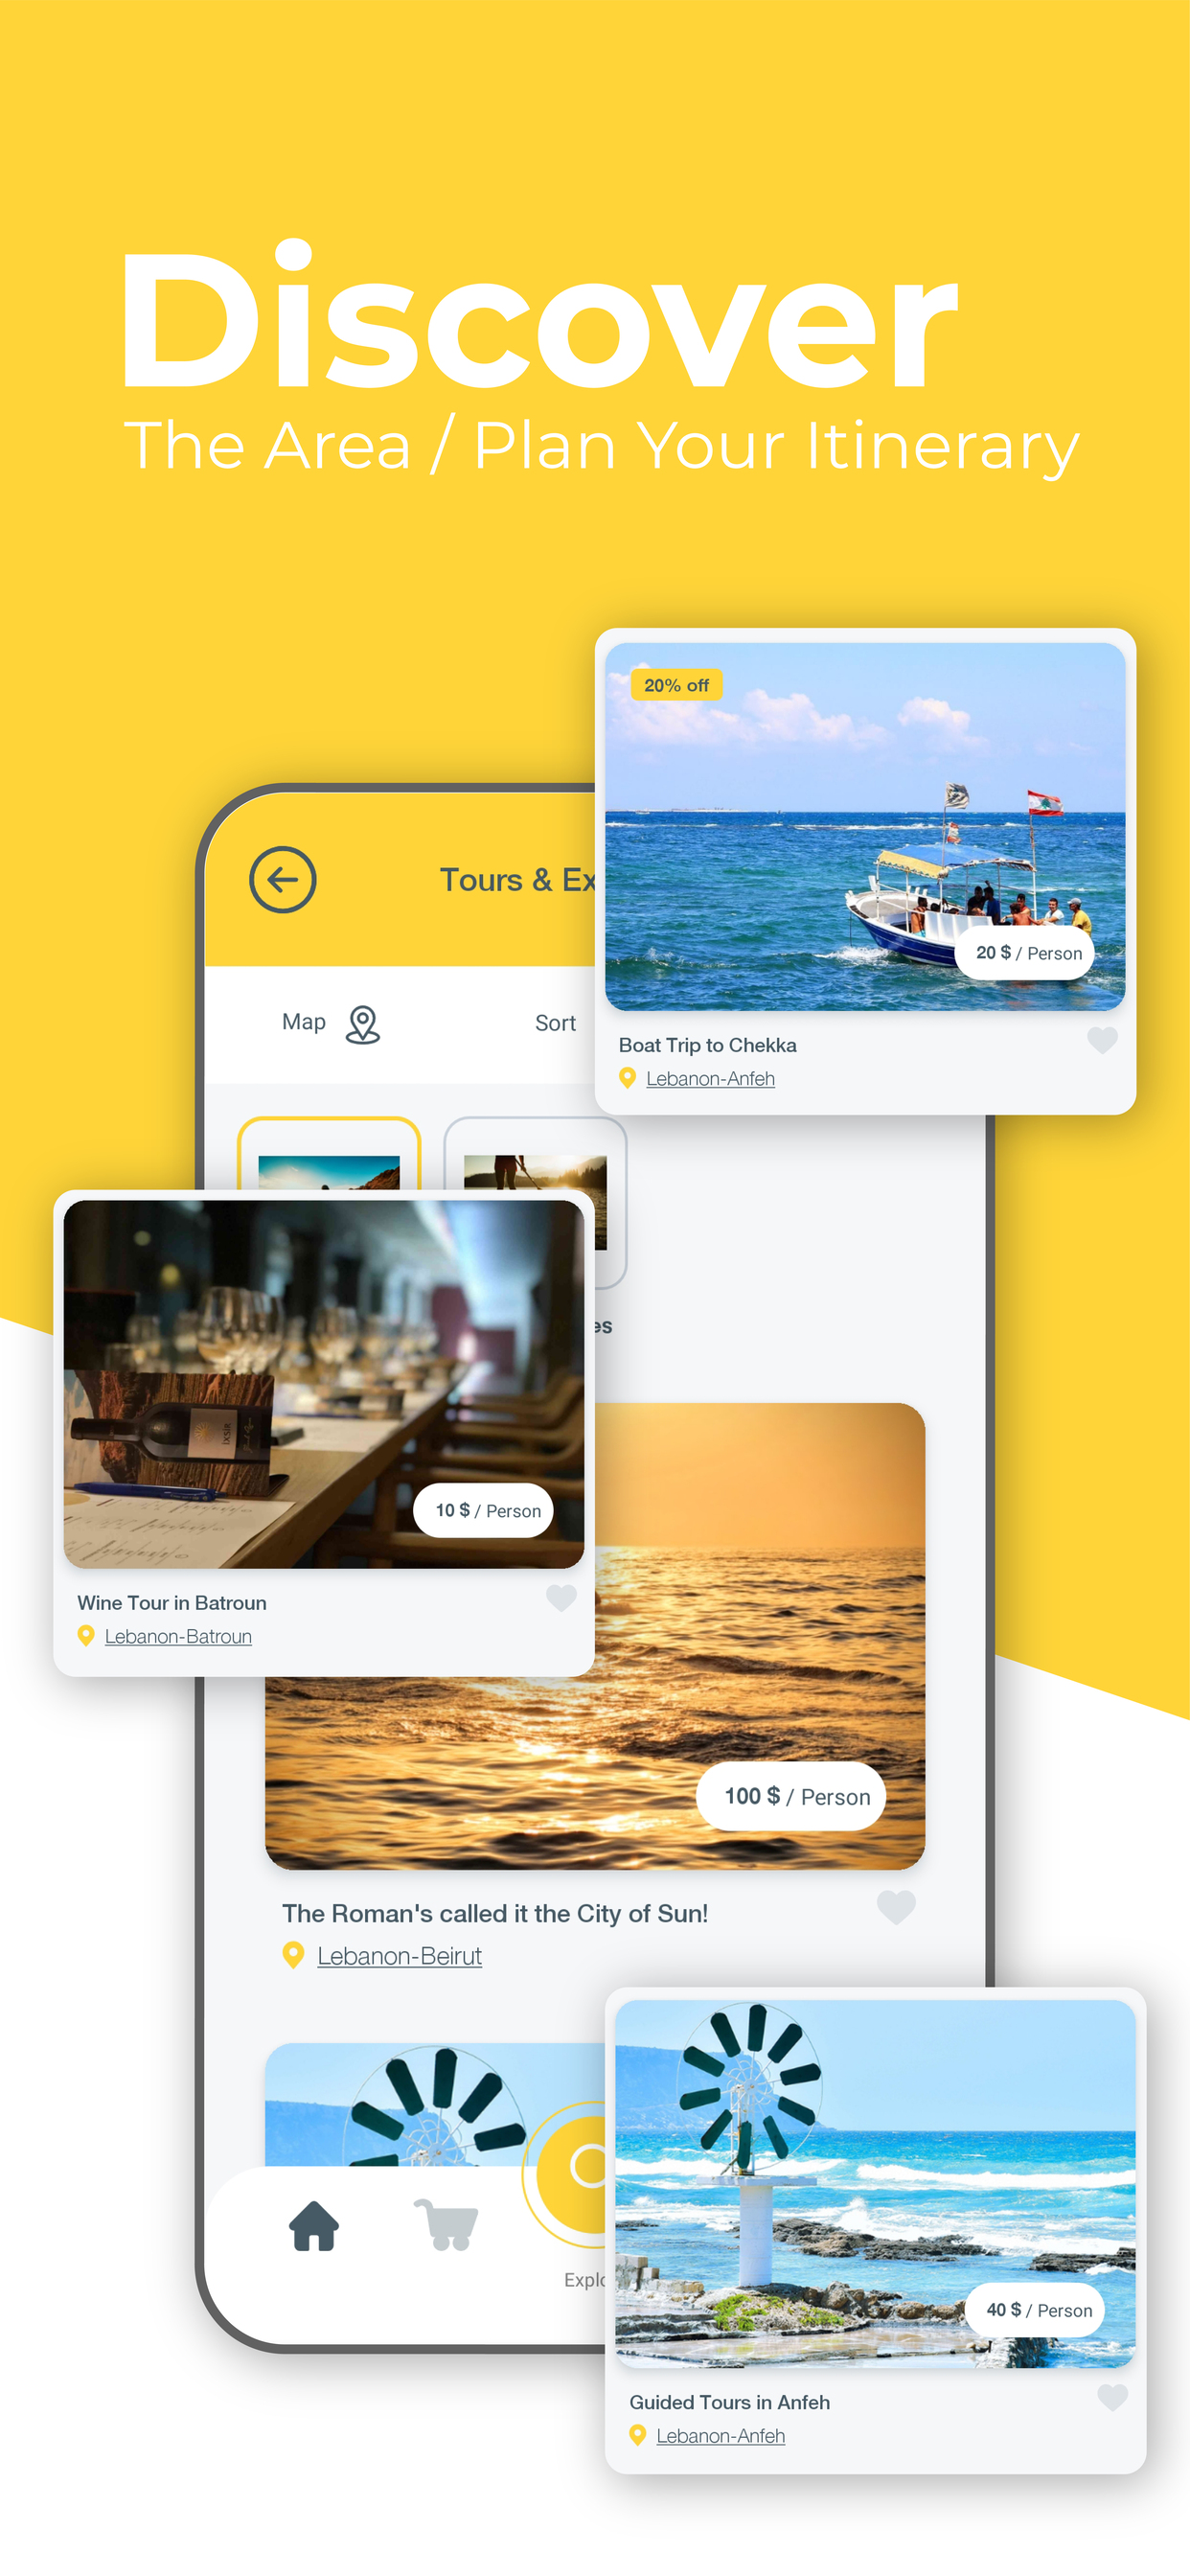 Discover
The Area / Plan Your Itinerary
20% off
20 $ / Person
Boat Trip to Chekka
Lebanon-Anfeh
Tours & Ex
Map
Sort
es
IXSIR
10 $ / Person
Wine Tour in Batroun
Lebanon-Batroun
100 $ / Person
The Roman's called it the City of Sun!
Lebanon-Beirut
Explo
40 $ / Person
Guided Tours in Anfeh
Lebanon-Anfeh